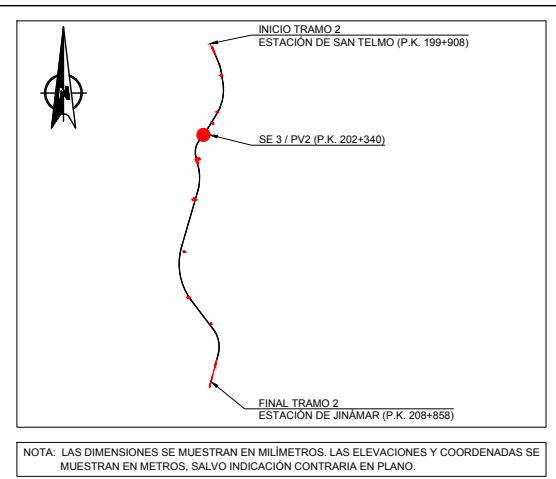 INICIO TRAMO 2
ESTACIÓN DE SAN TELMO (P.K. 199+908)
N
SE 3 / PV2 (P.K. 202+340)
FINAL TRAMO 2
ESTACIÓN DE JINÁMAR (P.K. 208+858)
NOTA: LAS DIMENSIONES SE MUESTRAN EN MILÍMETROS. LAS ELEVACIONES Y COORDENADAS SE
MUESTRAN EN METROS, SALVO INDICACIÓN CONTRARIA EN PLANO.